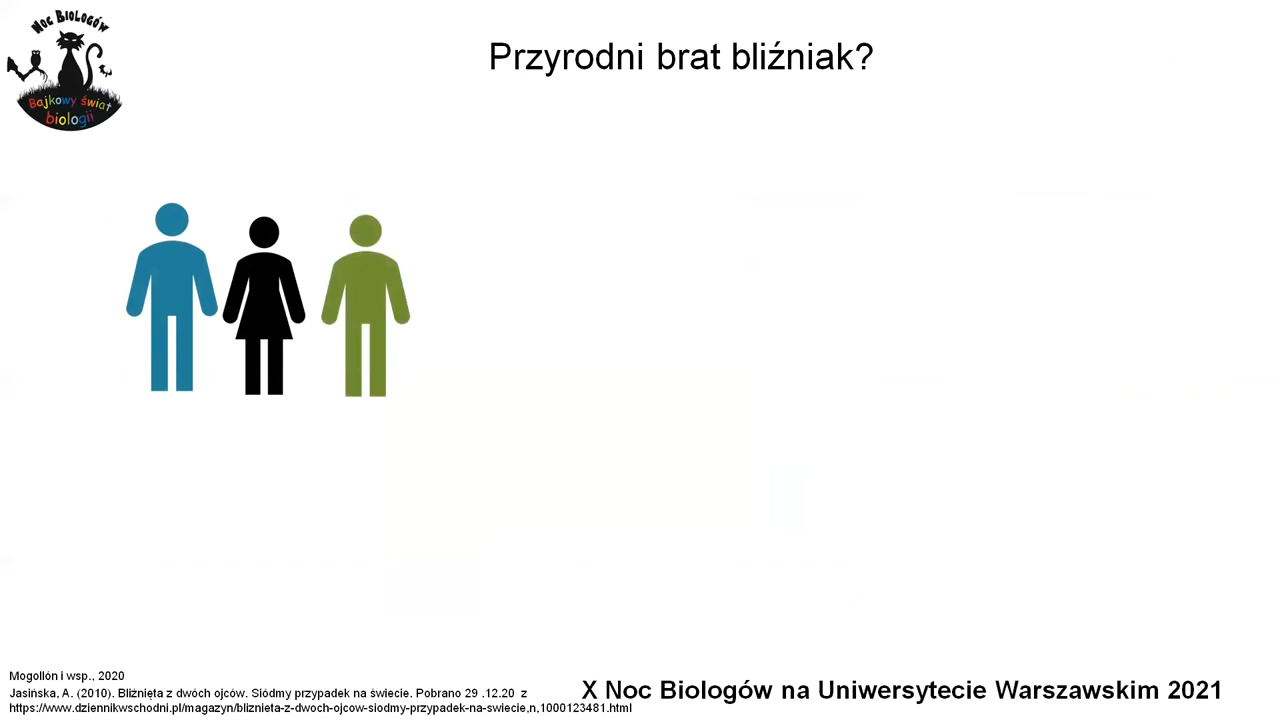 Noc Biologów
Bajkowy świat
biologii
Przyrodni brat bliźniak?
Mogollón i wsp., 2020
Jasińska, A. (2010). Bliźnięta z dwóch ojców. Siódmy przypadek na świecie. Pobrano 29 .12.20 z
https://www.dziennikwschodni.pl/magazyn/bliznieta-z-dwoch-ojcow-siodmy-przypadek-na-swiecie,n,1000123481.html
X Noc Biologów na Uniwersytecie Warszawskim 2021